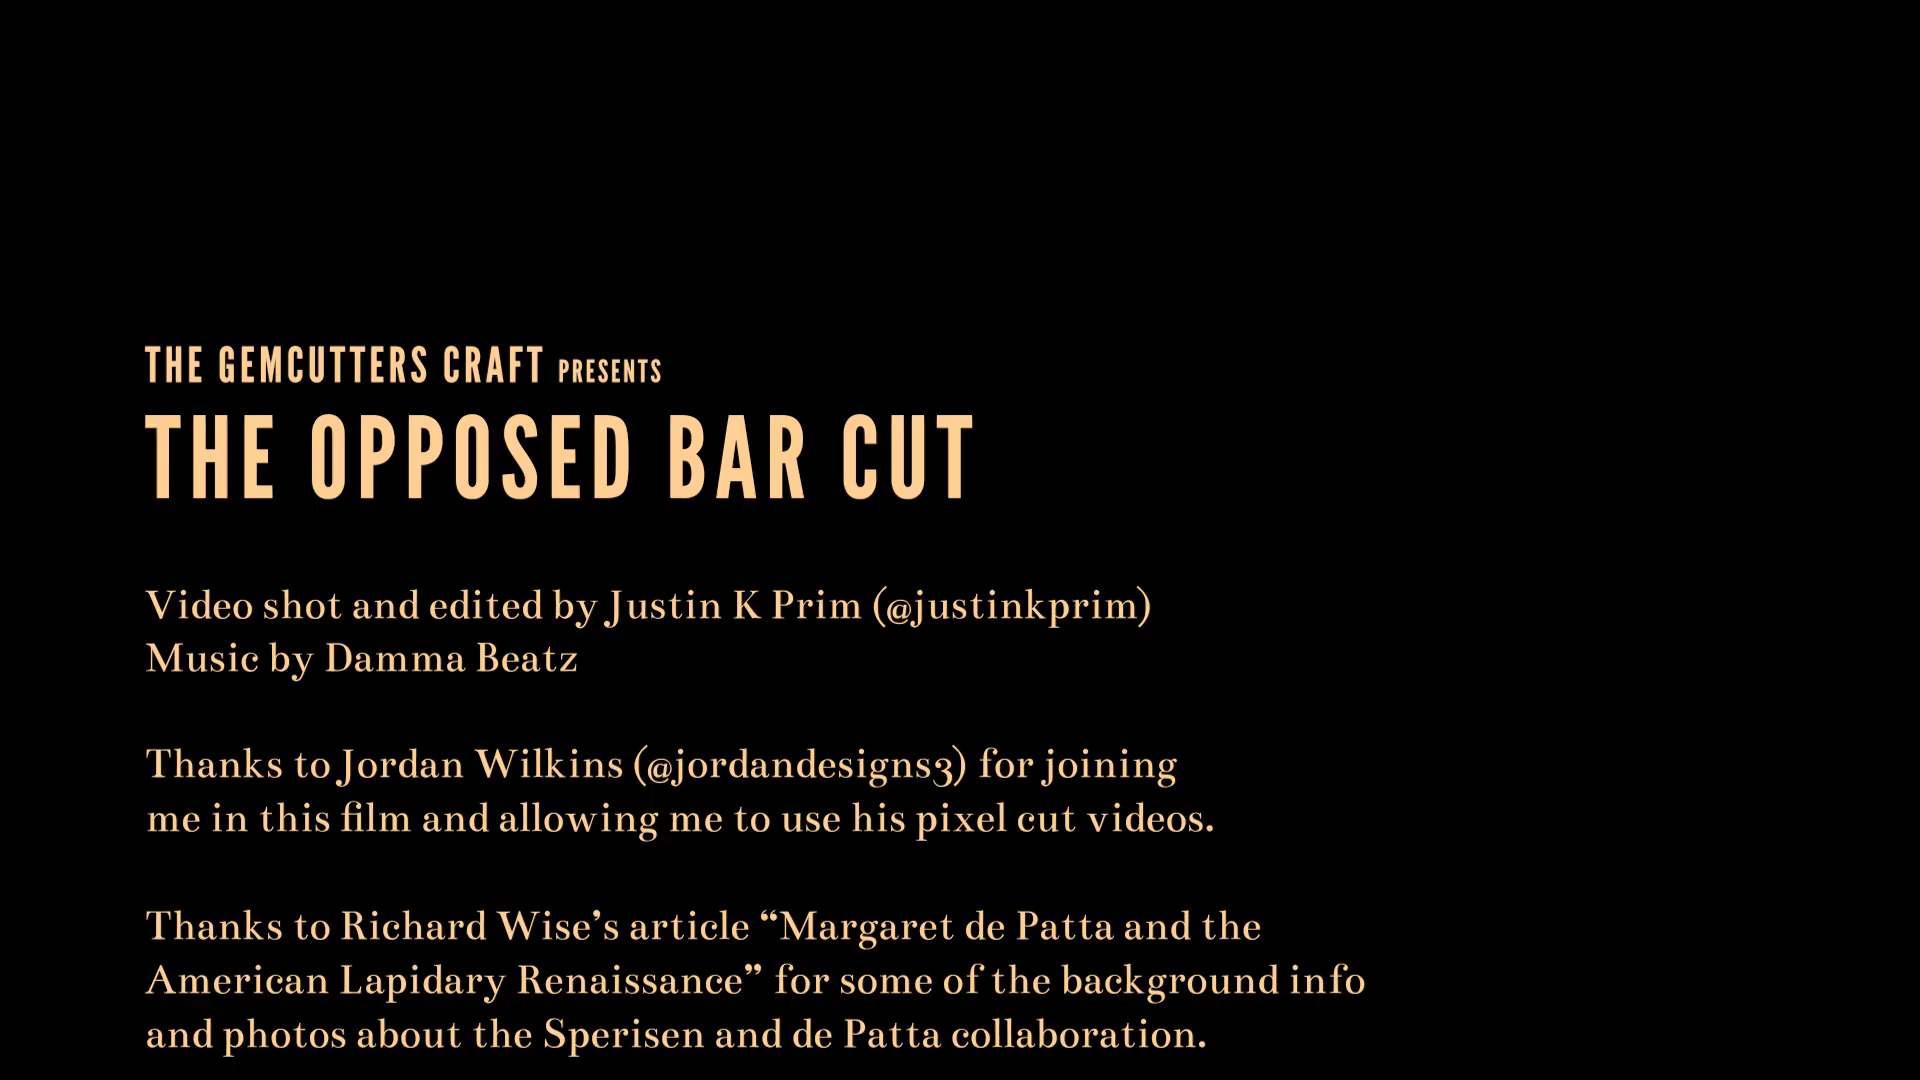 THE GEMCUTTERS CRAFT PRESENTS
THE OPPOSED BAR CUT
Video shot and edited by Justin K Prim (@justinkprim)
Music by Damma Beatz
Thanks to Jordan Wilkins (@jordandesigns3) for joining
me in this film and allowing me to use his pixel cut videos.
Thanks to Richard Wise’s article “Margaret de Patta and the
American Lapidary Renaissance” for some of the background info
and photos about the Sperisen and de Patta collaboration.